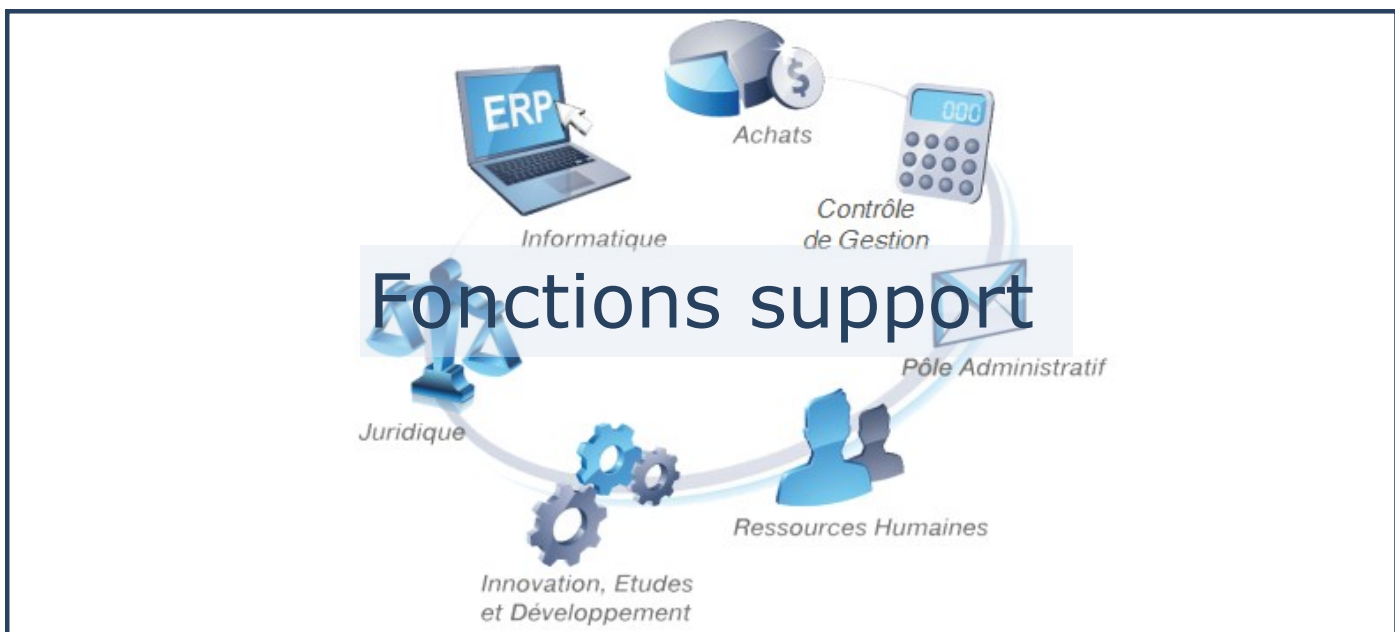 ERP
$
Achats
000
Contrôle
de Gestion
Informatique
Fonctions support
Pôle Administratif
Juridique
Ressources Humaines
Innovation, Etudes
et Développement